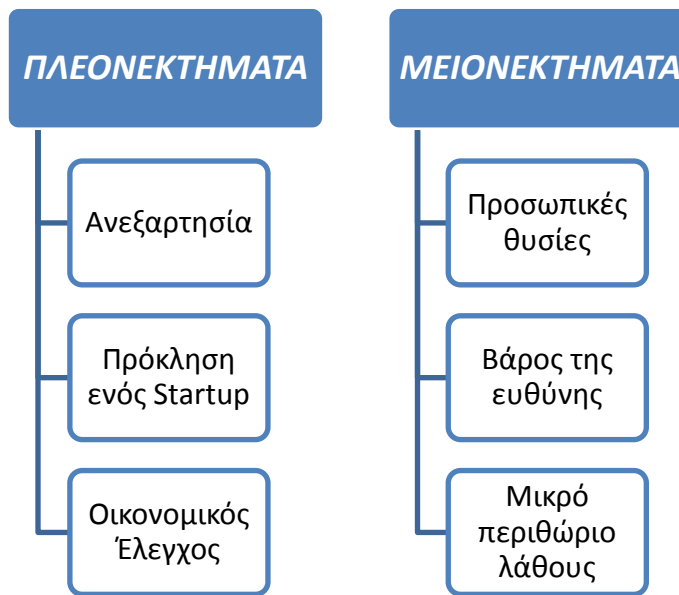 ΠΛΕΟΝΕΚΤΗΜΑΤΑ
Ανεξαρτησία
Πρόκληση
ενός Startup
Οικονομικός
Έλεγχος
ΜΕΙΟΝΕΚΤΗΜΑΤΑ
Προσωπικές
θυσίες
Βάρος της
ευθύνης
Μικρό
περιθώριο
λάθους